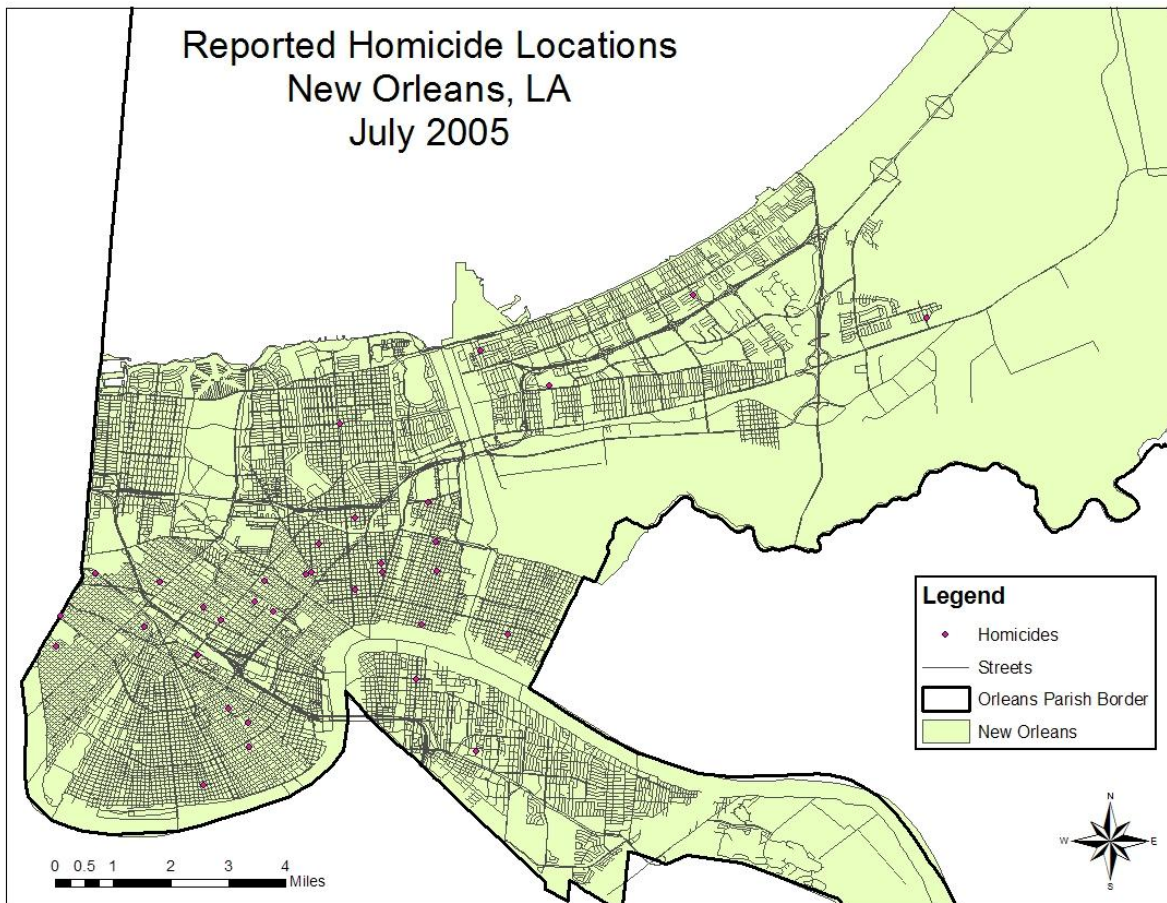 Reported Homicide Locations
New Orleans, LA
July 2005
Legend
Homicides
Streets
Orleans Parish Border
New Orleans
N
W E
S
0 0.5 1 2 3 4
Miles